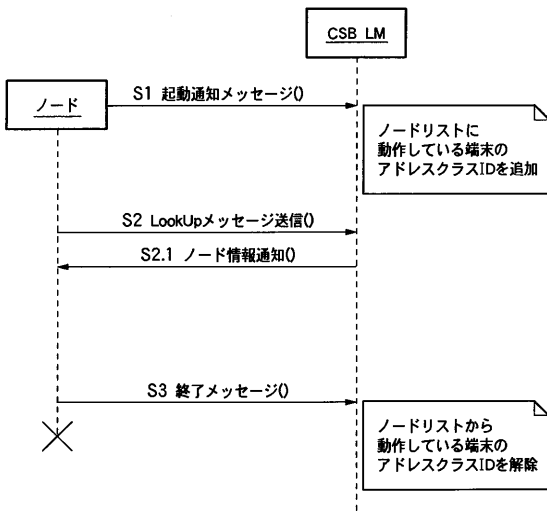 CSB LM
ノード
S1 起動通知メッセージ()
ノードリストに
動作している端末の
アドレスクラスIDを追加
S2 LookUpメッセージ送信()
S2.1 ノード情報通知()
S3 終了メッセージ()
ノードリストから
動作している端末の
アドレスクラスIDを解除